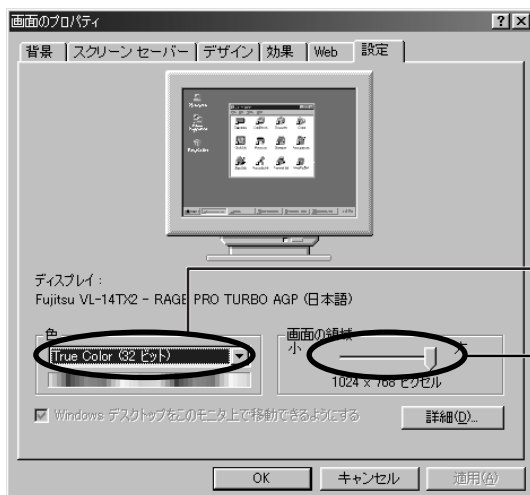 画面のプロパティ
背景 スクリーン セーバー デザイン 効果 Web 設定
ディスプレイ：
Fujitsu VL-14TX2 - RAGE PRO TURBO AGP (日本語)
色
画面の領域
True Color (32 ビット)
小 大
1024 x 768 ピクセル
Windows デスクトップをこのモニタ上で移動できるようにする
詳細(D)...
OK キャンセル 適用(A)